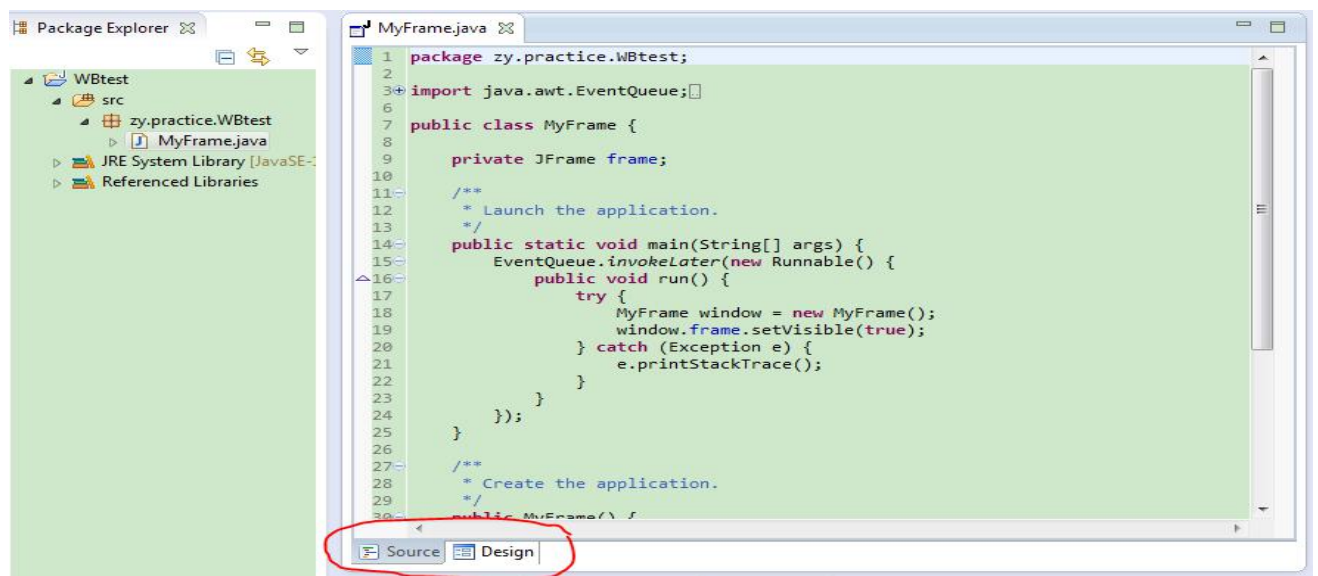 Package Explorer
WBtest
src
zy.practice.WBtest
MyFrame.java
JRE System Library [JavaSE-
Referenced Libraries
MyFrame.java
1 package zy.practice.WBtest;
2
3 import java.awt.EventQueue;
6
7 public class MyFrame {
8
9 private JFrame frame;
10
11 /**
12 * Launch the application.
13 */
14 public static void main(String[] args) {
15 EventQueue.invokeLater(new Runnable() {
16 public void run() {
17 try {
18 MyFrame window = new MyFrame();
19 window.frame.setVisible(true);
20 } catch (Exception e) {
21 e.printStackTrace();
22 }
23 }
24 });
25 }
26
27 /**
28 * Create the application.
29 */
30 public MyFrame() {
Source Design